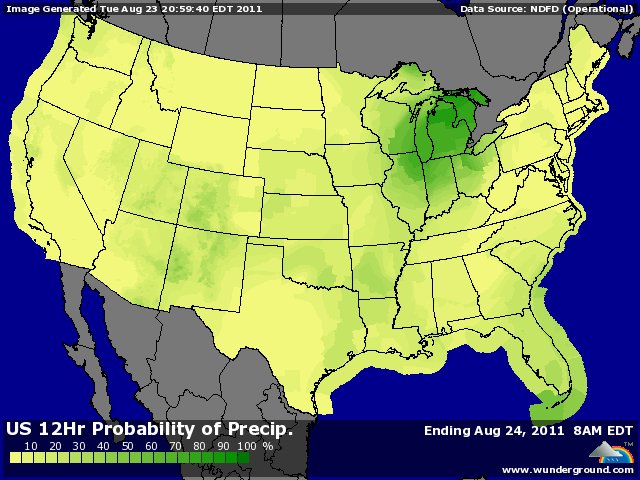 Image Generated Tue Aug 23 20:59:40 EDT 2011 Data Source: NDFD (Operational)
US 12Hr Probability of Precip. Ending Aug 24, 2011 8AM EDT
10 20 30 40 50 60 70 80 90 100 %
TM
www.wunderground.com